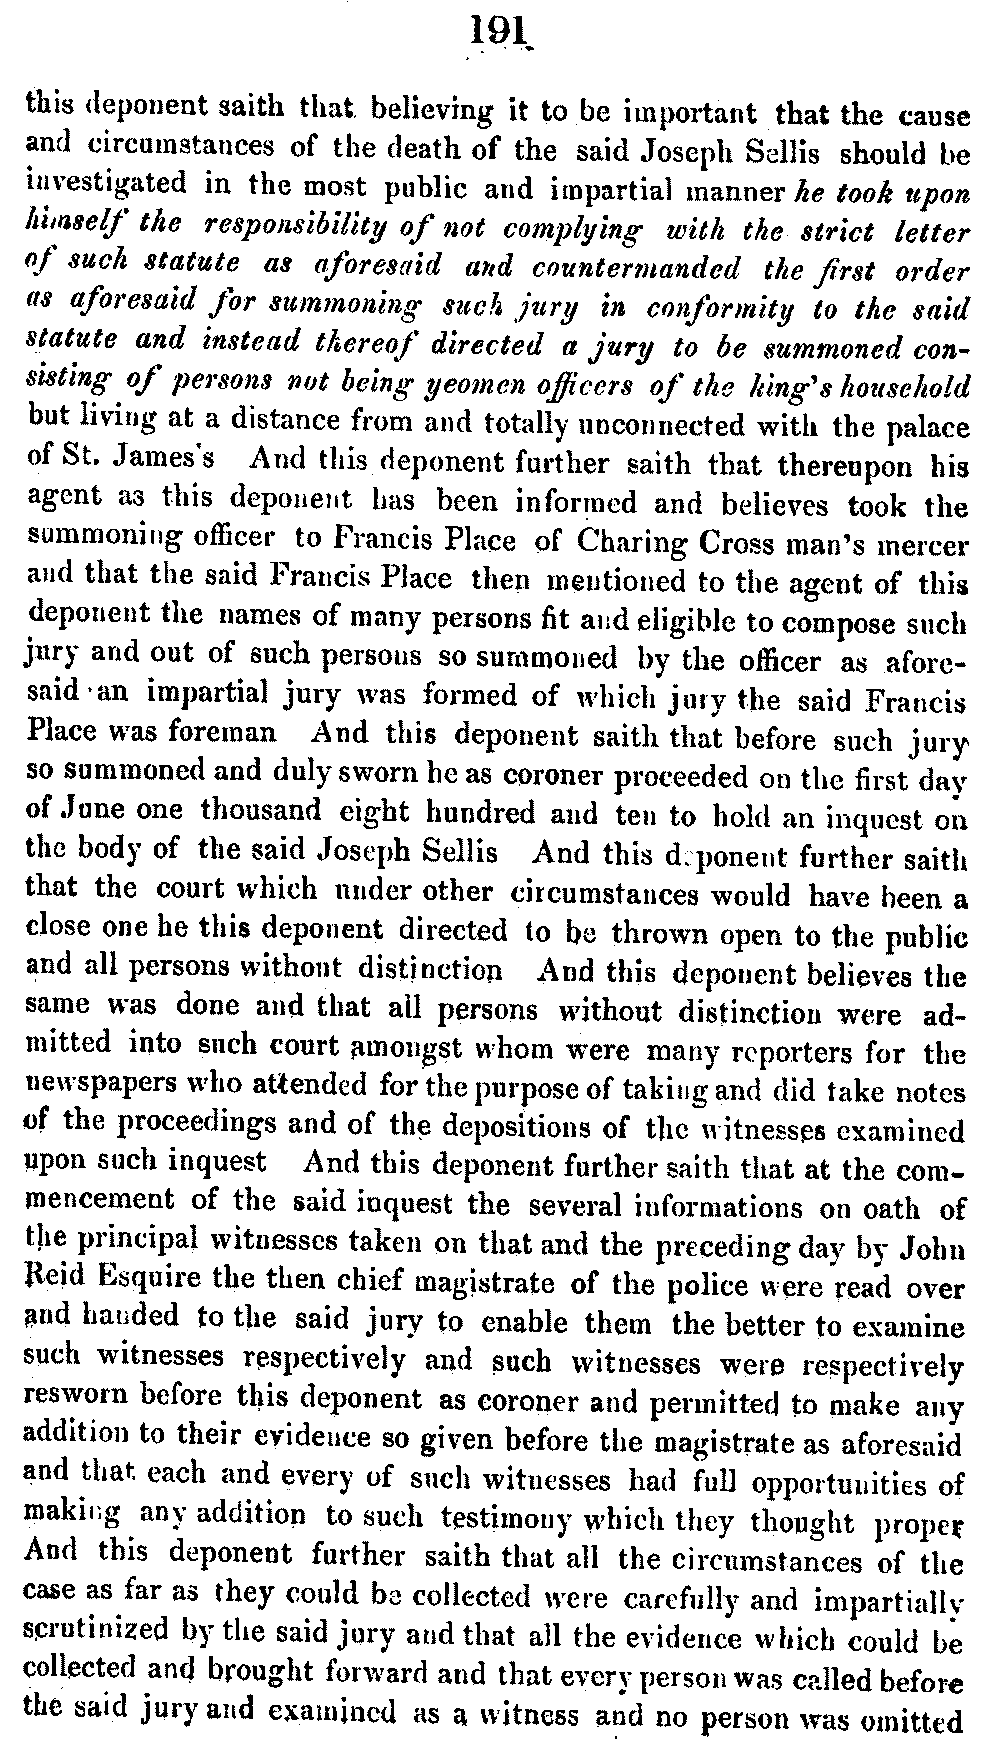 191
this deponent saith that believing it to be important that the cause
and circumstances of the death of the said Joseph Sellis should be
investigated in the most public and impartial manner he took upon
himself the responsibility of not complying with the strict letter
of such statute as aforesaid and countermanded the first order
as aforesaid for summoning such jury in conformity to the said
statute and instead thereof directed a jury to be summoned con-
sisting of persons not being yeomen officers of the king's household
but living at a distance from and totally unconnected with the palace
of St. James's And this deponent further saith that thereupon his
agent as this deponent has been informed and believes took the
summoning officer to Francis Place of Charing Cross man's mercer
and that the said Francis Place then mentioned to the agent of this
deponent the names of many persons fit and eligible to compose such
jury and out of such persons so summoned by the officer as afore-
said an impartial jury was formed of which jury the said Francis
Place was foreman And this deponent saith that before such jury
so summoned and duly sworn he as coroner proceeded on the first day
of June one thousand eight hundred and ten to hold an inquest on
the body of the said Joseph Sellis And this deponent further saith
that the court which under other circumstances would have been a
close one he this deponent directed to be thrown open to the public
and all persons without distinction And this deponent believes the
same was done and that all persons without distinction were ad-
mitted into such court amongst whom were many reporters for the
newspapers who attended for the purpose of taking and did take notes
of the proceedings and of the depositions of the witnesses examined
upon such inquest And this deponent further saith that at the com-
mencement of the said inquest the several informations on oath of
the principal witnesses taken on that and the preceding day by John
Reid Esquire the then chief magistrate of the police were read over
and handed to the said jury to enable them the better to examine
such witnesses respectively and such witnesses were respectively
resworn before this deponent as coroner and permitted to make any
addition to their evidence so given before the magistrate as aforesaid
and that each and every of such witnesses had full opportunities of
making any addition to such testimony which they thought proper
And this deponent further saith that all the circumstances of the
case as far as they could be collected were carefully and impartially
scrutinized by the said jury and that all the evidence which could be
collected and brought forward and that every person was called before
the said jury and examined as a witness and no person was omitted